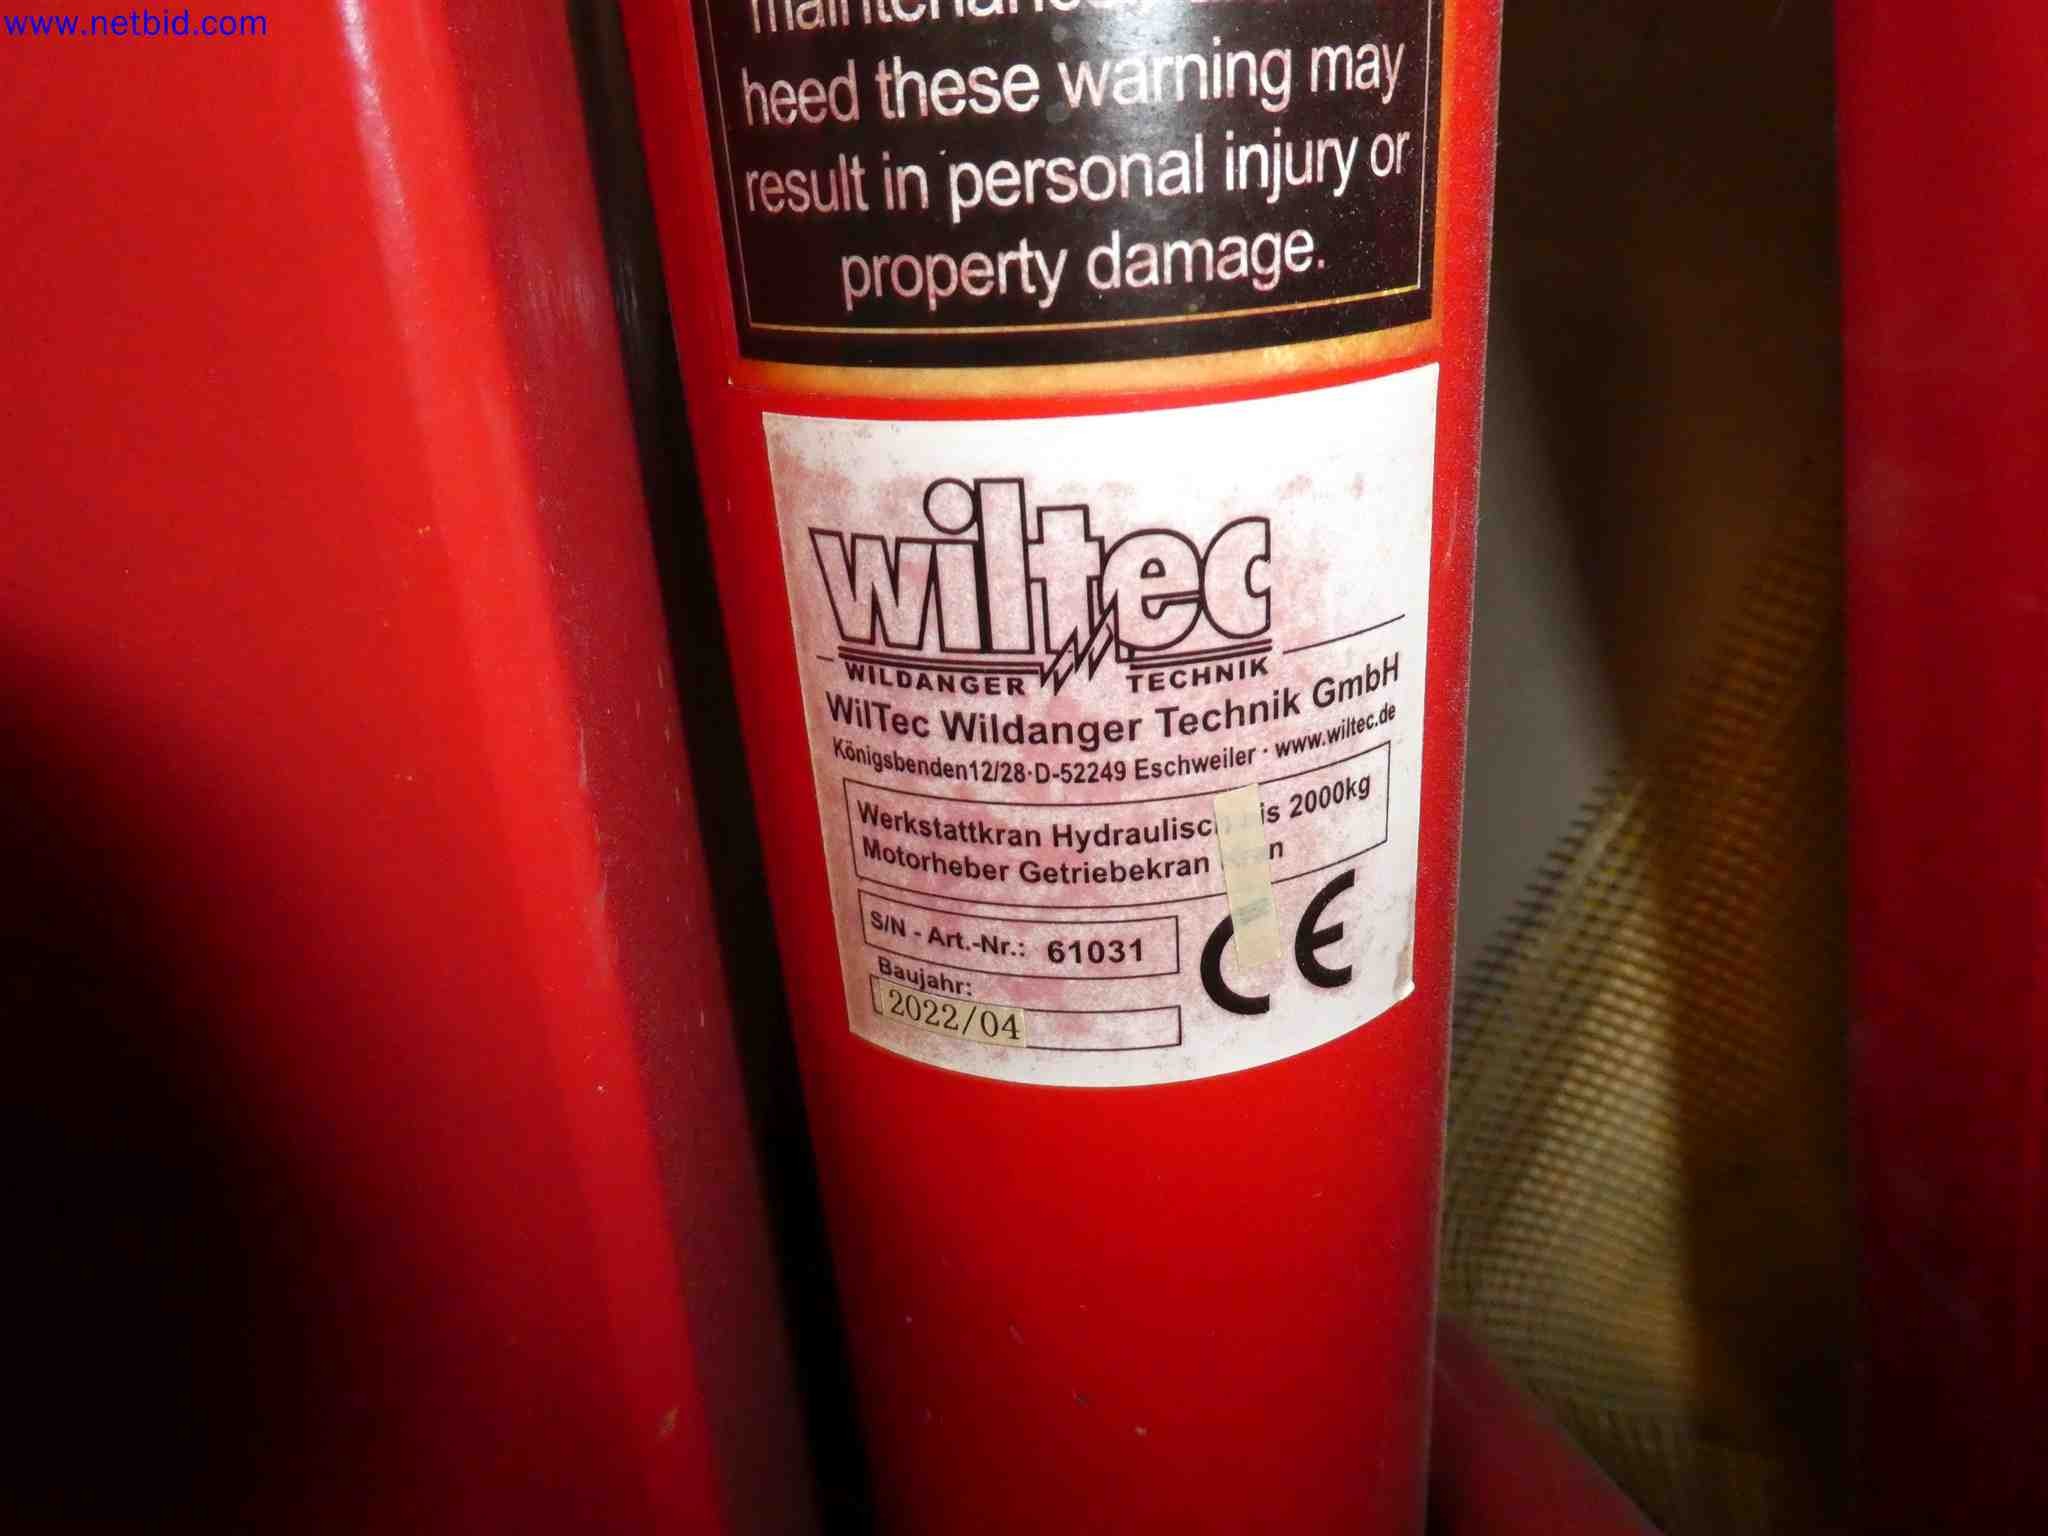 www.netbid.com
heed these warning may
result in personal injury or
property damage.
wiltec
WILDANGER TECHNIK
WilTec Wildanger Technik GmbH
Königsbenden12/28·D-52249 Eschweiler · www.wiltec.de
Werkstattkran Hydraulisch 2000kg
Motorheber Getriebekran
S/N - Art.-Nr.: 61031
CE
Baujahr:
2022/04